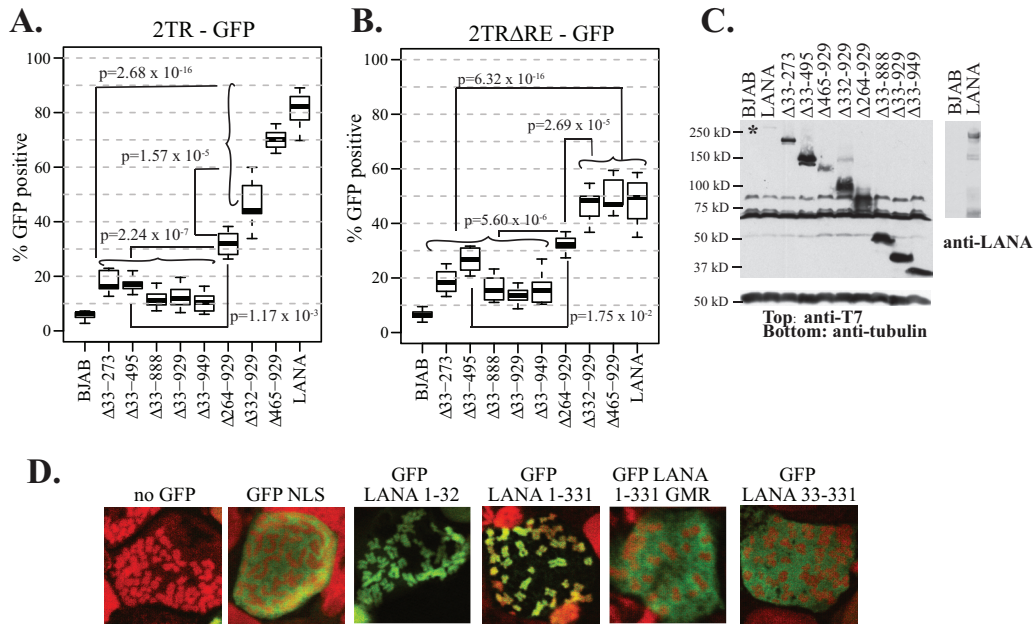 A.
2TR - GFP
% GFP positive
100
80
60
40
20
0
p=2.68 x 10-16
p=1.57 x 10-5
p=2.24 x 10-7
p=1.17 x 10-3
BJAB
Δ33−273
Δ33−495
Δ33−888
Δ33−929
Δ33−949
Δ264−929
Δ332−929
Δ465−929
LANA
B.
2TRΔRE - GFP
% GFP positive
100
80
60
40
20
0
p=6.32 x 10-16
p=2.69 x 10-5
p=5.60 x 10-6
p=1.75 x 10-2
BJAB
Δ33−273
Δ33−495
Δ33−888
Δ33−929
Δ33−949
Δ264−929
Δ332−929
Δ465−929
LANA
C.
BJAB
LANA
Δ33-273
Δ33-495
Δ465-929
Δ332-929
Δ264-929
Δ33-888
Δ33-929
Δ33-949
250 kD
*
150 kD
100 kD
75 kD
50 kD
37 kD
50 kD
Top: anti-T7
Bottom: anti-tubulin
BJAB
LANA
anti-LANA
D.
no GFP
GFP NLS
GFP
LANA 1-32
GFP
LANA 1-331
GFP LANA
1-331 GMR
GFP
LANA 33-331